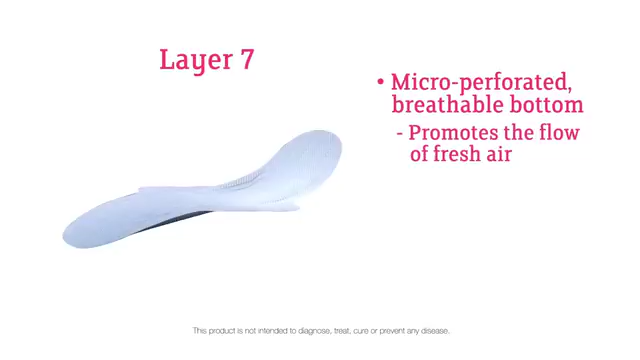 Layer 7
• Micro-perforated,
breathable bottom
- Promotes the flow
of fresh air
This product is not intended to diagnose, treat, cure or prevent any disease.